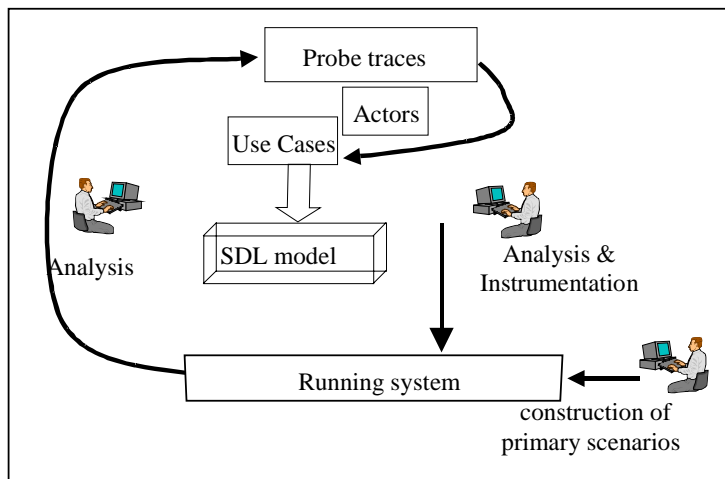 Probe traces
Actors
Use Cases
SDL model
Analysis
Analysis &
Instrumentation
Running system
construction of
primary scenarios